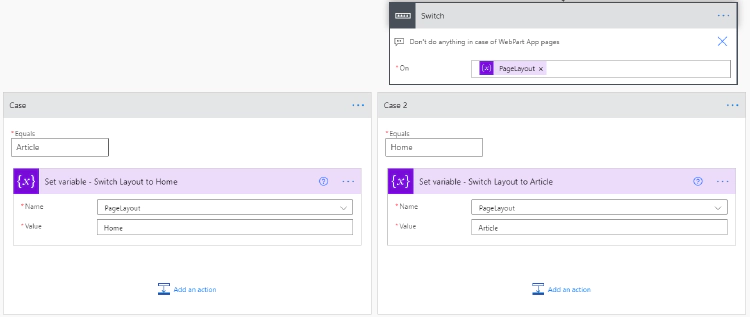 Switch
Don't do anything in case of WebPart App pages
* On
{x} PageLayout ×
Case
* Equals
Article
{x} Set variable - Switch Layout to Home
* Name
PageLayout
* Value
Home
Add an action
Case 2
* Equals
Home
{x} Set variable - Switch Layout to Article
* Name
PageLayout
* Value
Article
Add an action